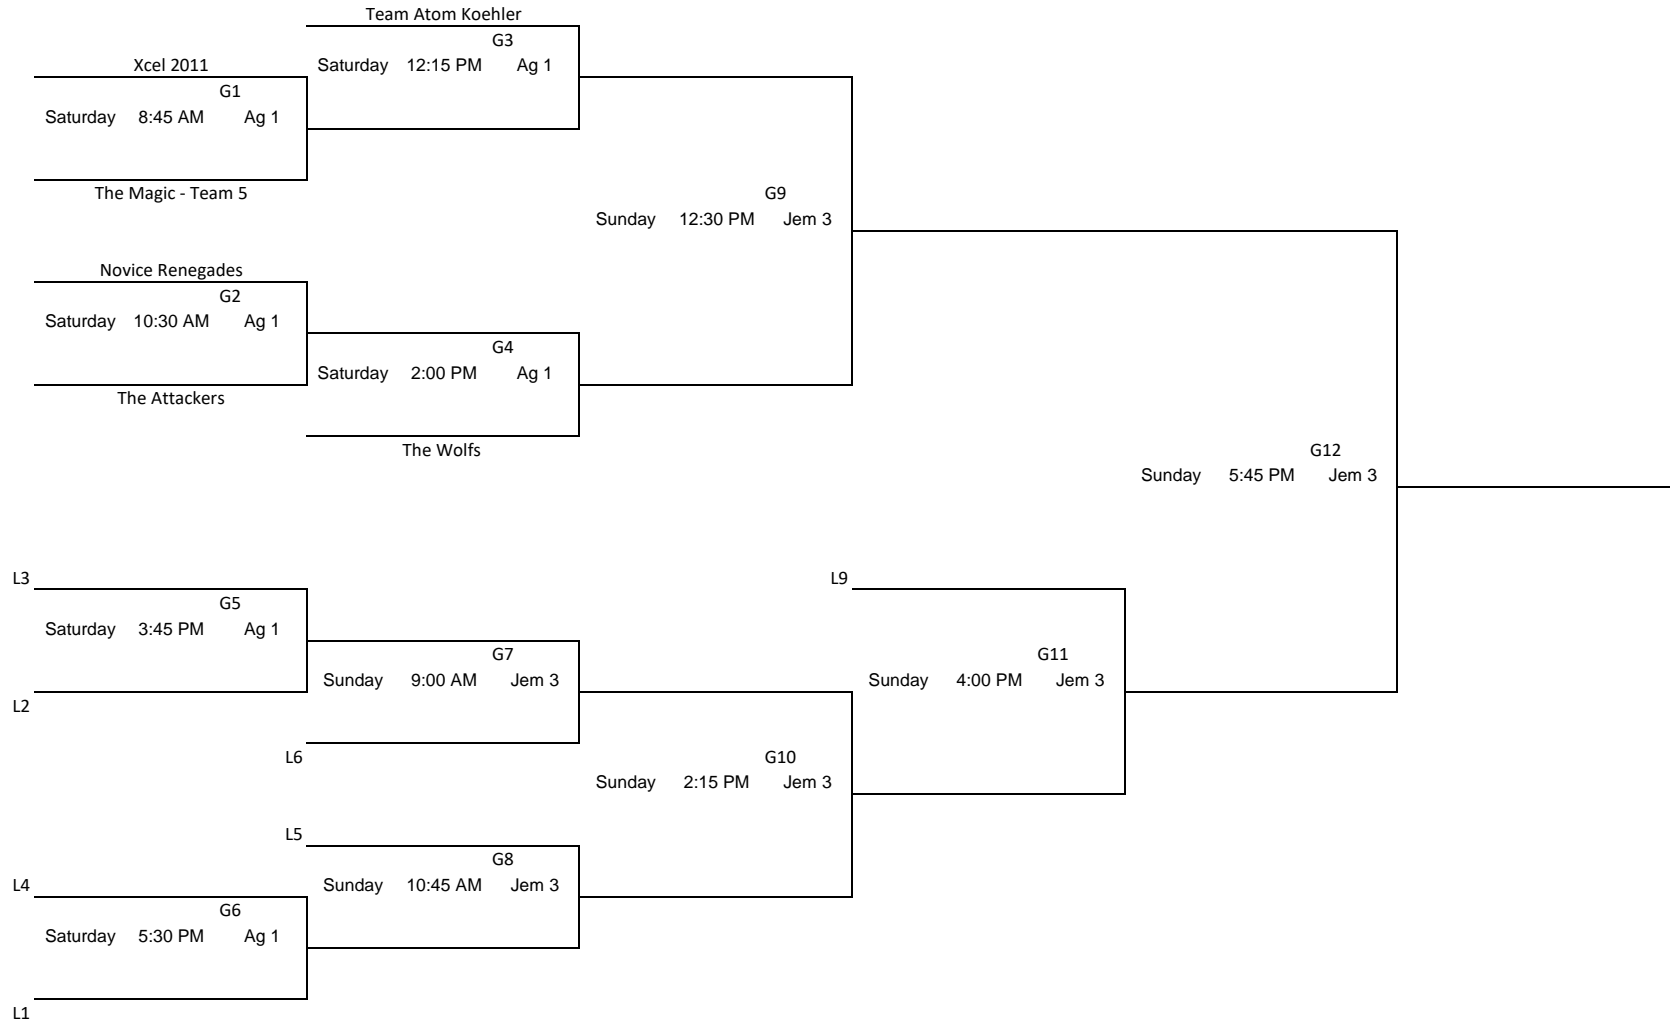 Team Atom Koehler
G3
Saturday 12:15 PM Ag 1
Xcel 2011
G1
Saturday 8:45 AM Ag 1
The Magic - Team 5
G9
Sunday 12:30 PM Jem 3
Novice Renegades
G2
Saturday 10:30 AM Ag 1
G4
Saturday 2:00 PM Ag 1
The Attackers
The Wolfs
G12
Sunday 5:45 PM Jem 3
L3
L9
G5
Saturday 3:45 PM Ag 1
G7
Sunday 9:00 AM Jem 3
G11
Sunday 4:00 PM Jem 3
L2
L6
G10
Sunday 2:15 PM Jem 3
L5
G8
Sunday 10:45 AM Jem 3
L4
G6
Saturday 5:30 PM Ag 1
L1